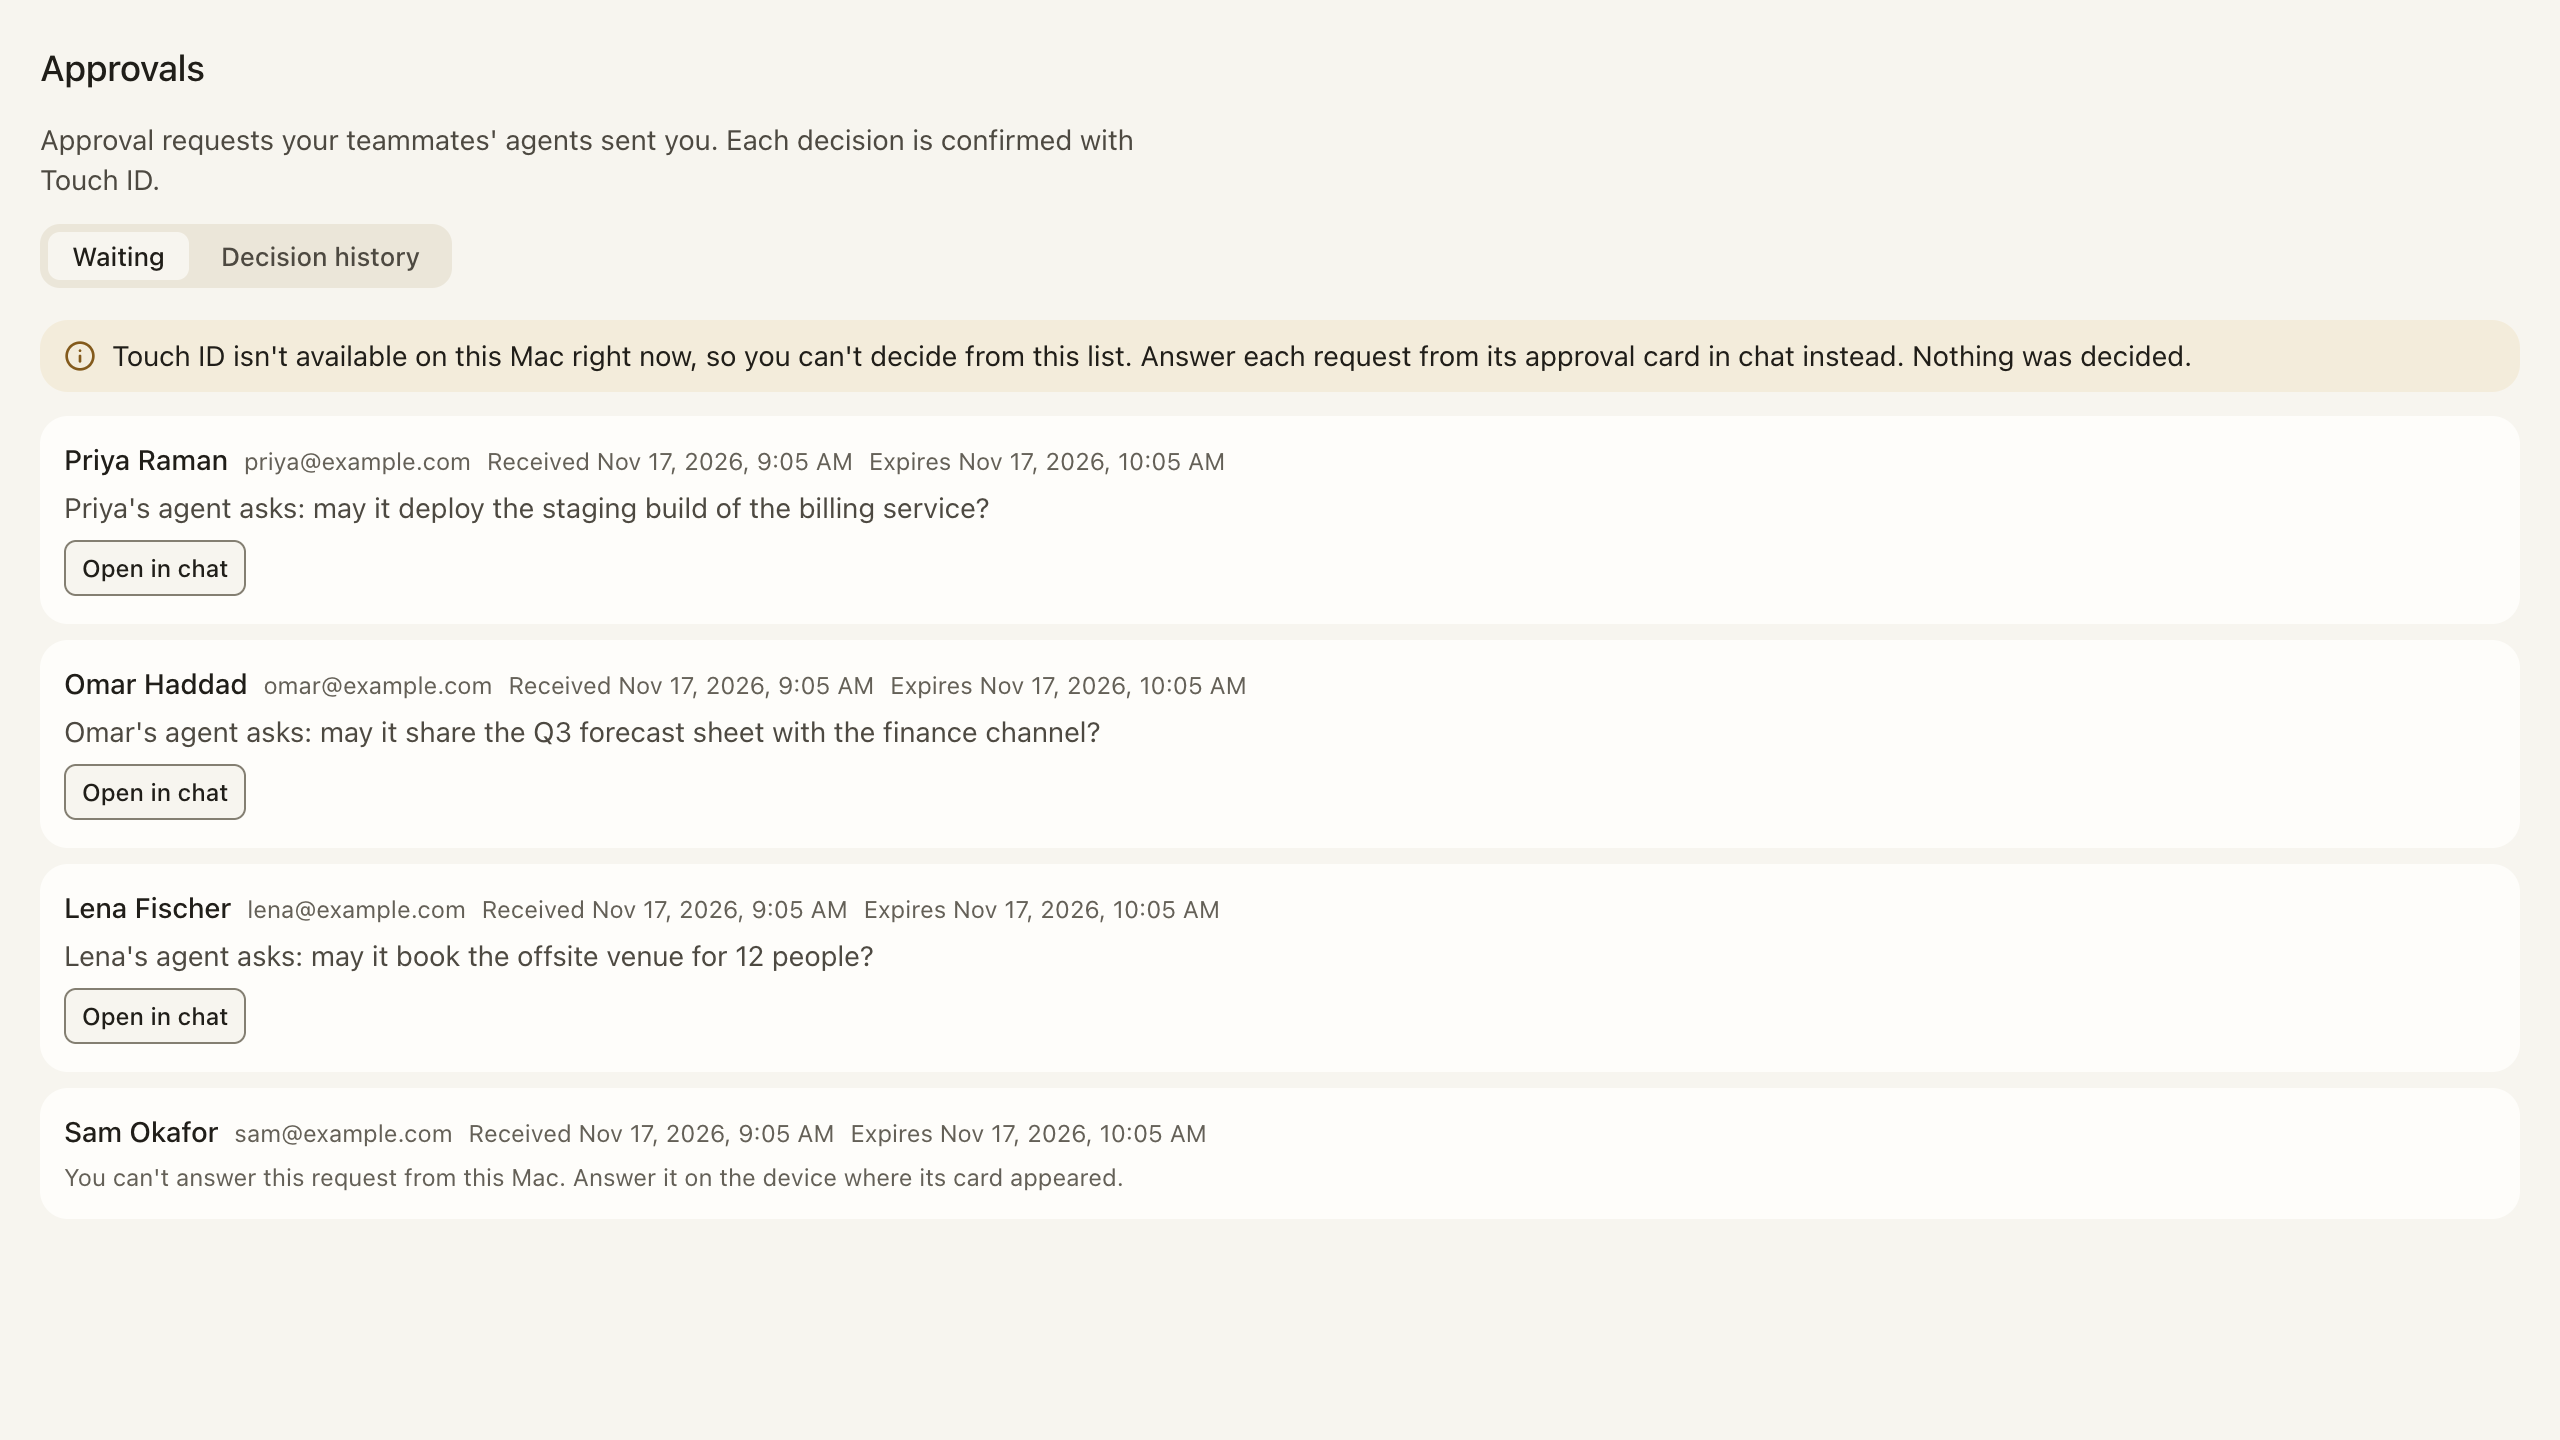 Approvals
Approval requests your teammates' agents sent you. Each decision is confirmed with
Touch ID.
Waiting Decision history
Touch ID isn't available on this Mac right now, so you can't decide from this list. Answer each request from its approval card in chat instead. Nothing was decided.
Priya Raman priya@example.com Received Nov 17, 2026, 9:05 AM Expires Nov 17, 2026, 10:05 AM
Priya's agent asks: may it deploy the staging build of the billing service?
Open in chat
Omar Haddad omar@example.com Received Nov 17, 2026, 9:05 AM Expires Nov 17, 2026, 10:05 AM
Omar's agent asks: may it share the Q3 forecast sheet with the finance channel?
Open in chat
Lena Fischer lena@example.com Received Nov 17, 2026, 9:05 AM Expires Nov 17, 2026, 10:05 AM
Lena's agent asks: may it book the offsite venue for 12 people?
Open in chat
Sam Okafor sam@example.com Received Nov 17, 2026, 9:05 AM Expires Nov 17, 2026, 10:05 AM
You can't answer this request from this Mac. Answer it on the device where its card appeared.